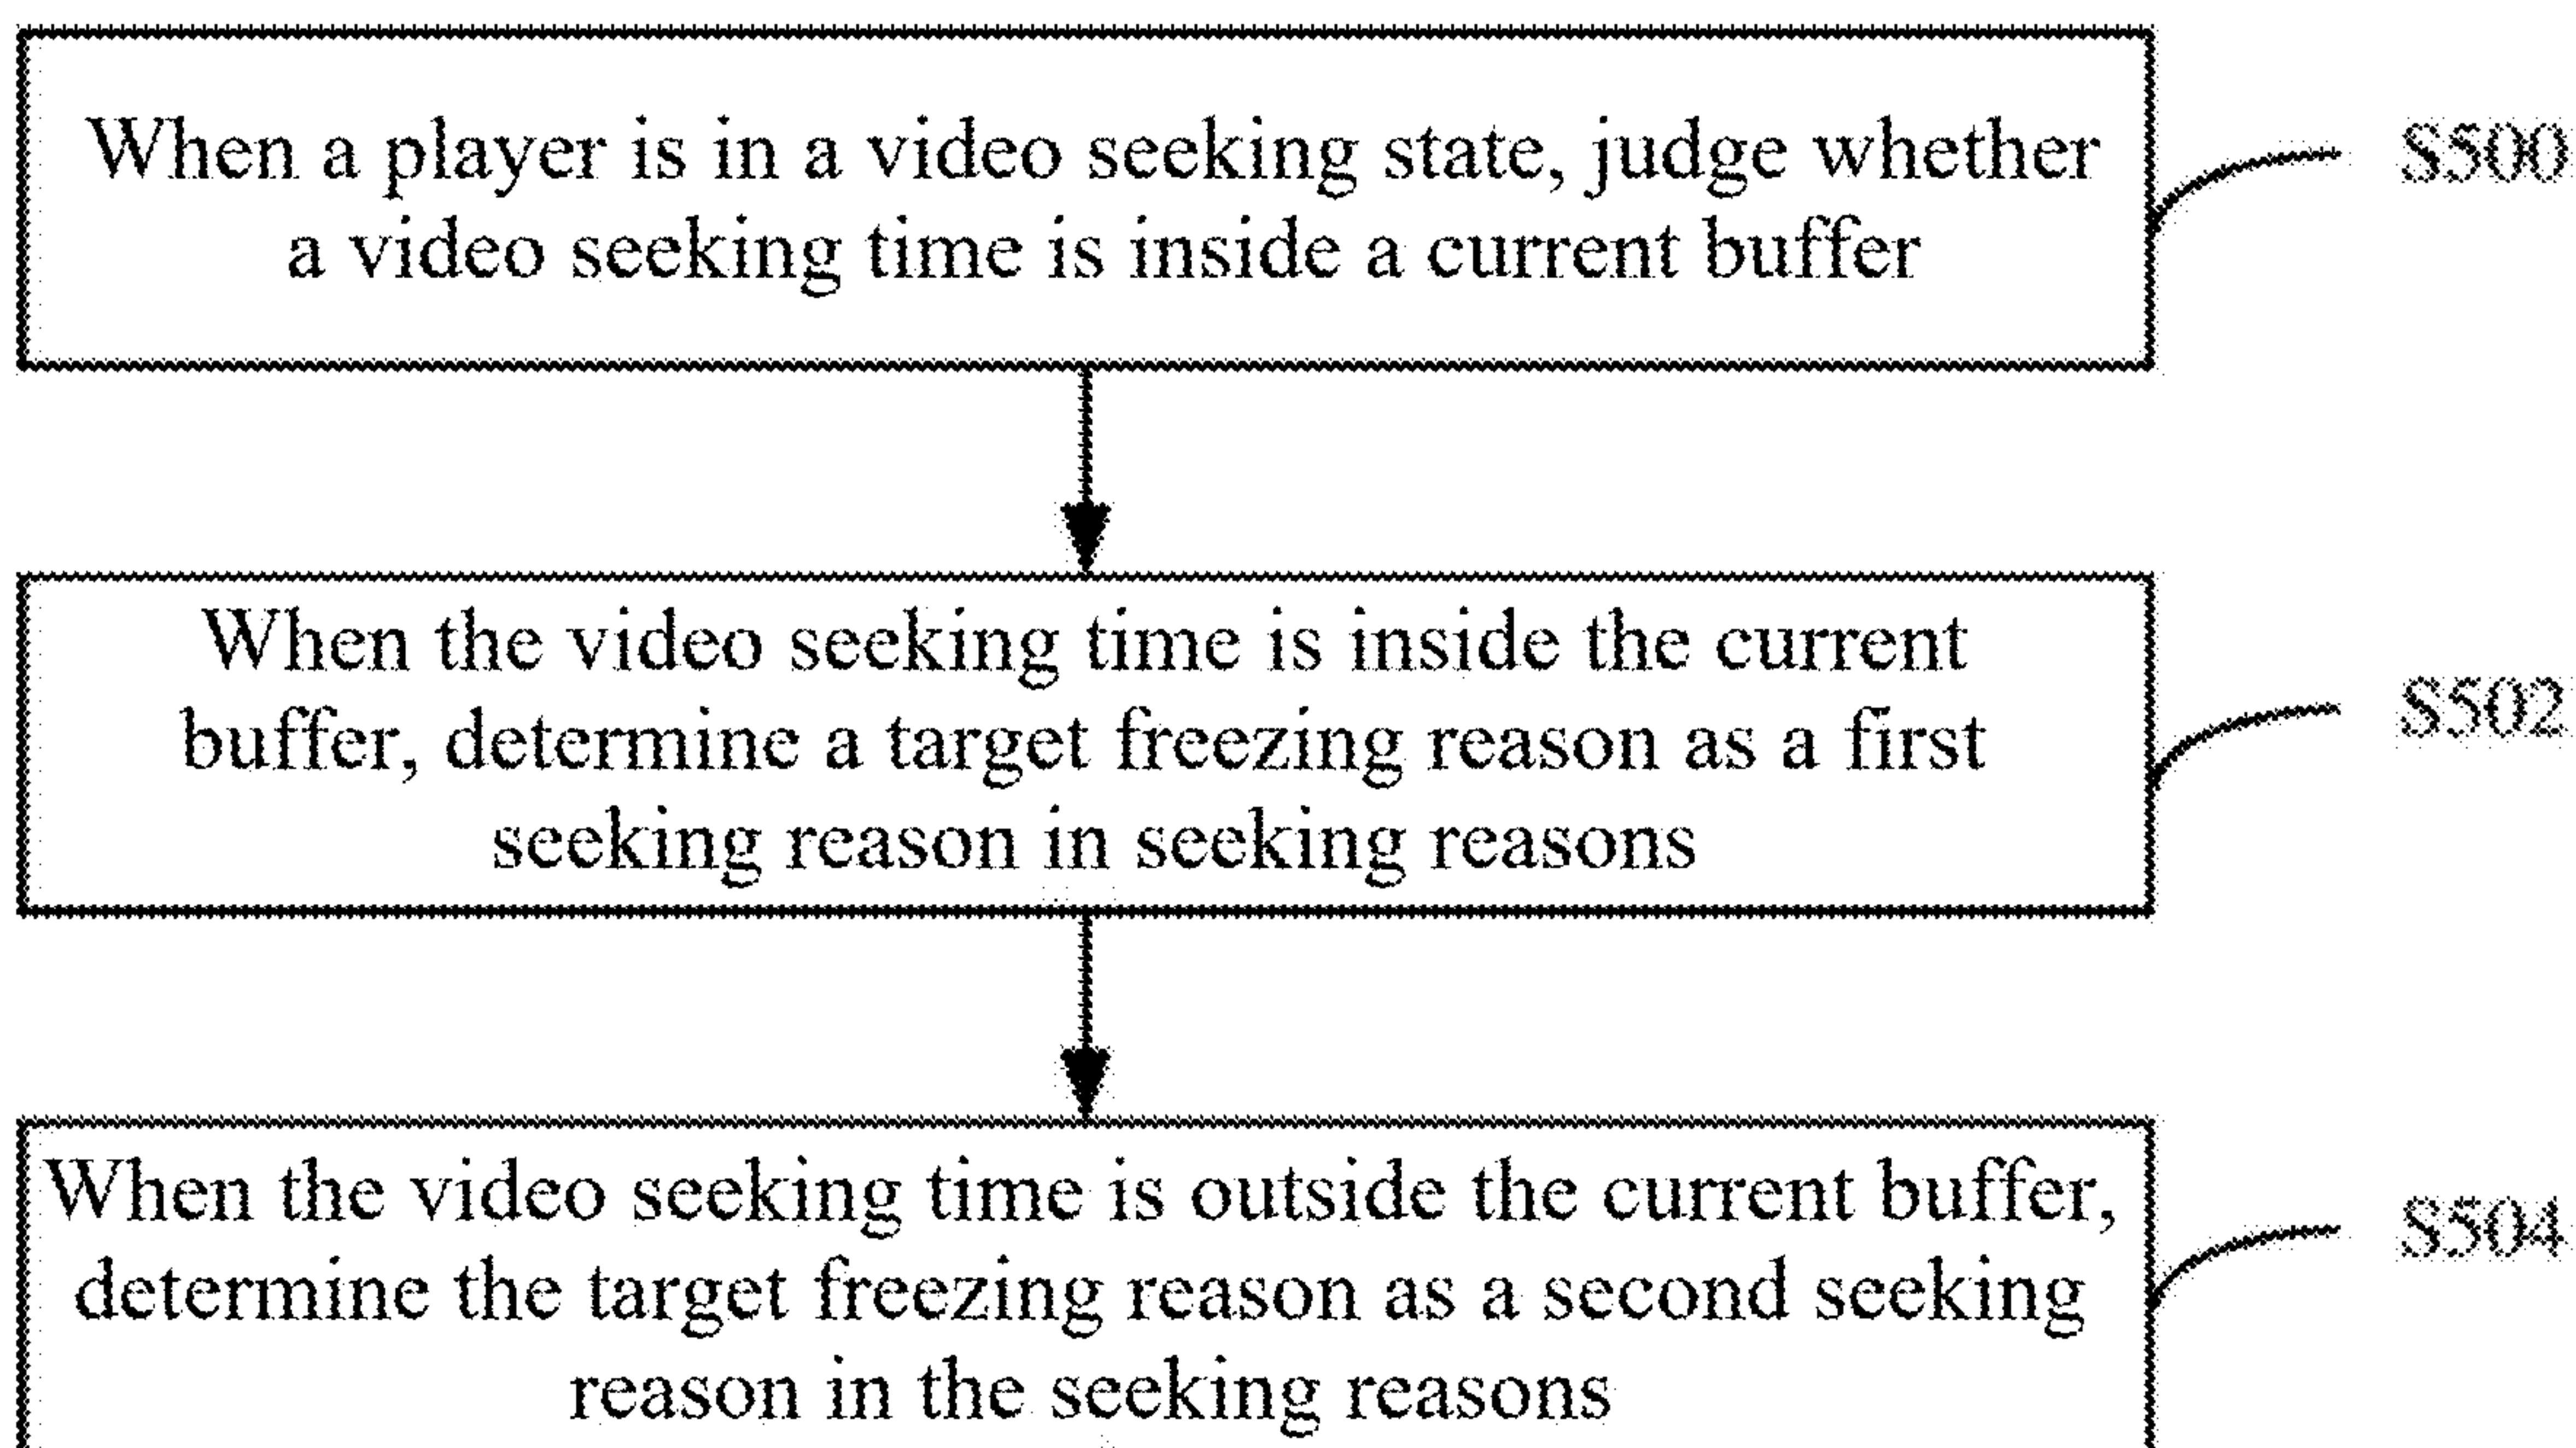 When a player is in a video seeking state, judge whether
a video seeking time is inside a current buffer
S500
When the video seeking time is inside the current
buffer, determine a target freezing reason as a first
seeking reason in seeking reasons
S502
When the video seeking time is outside the current buffer,
determine the target freezing reason as a second seeking
reason in the seeking reasons
S504